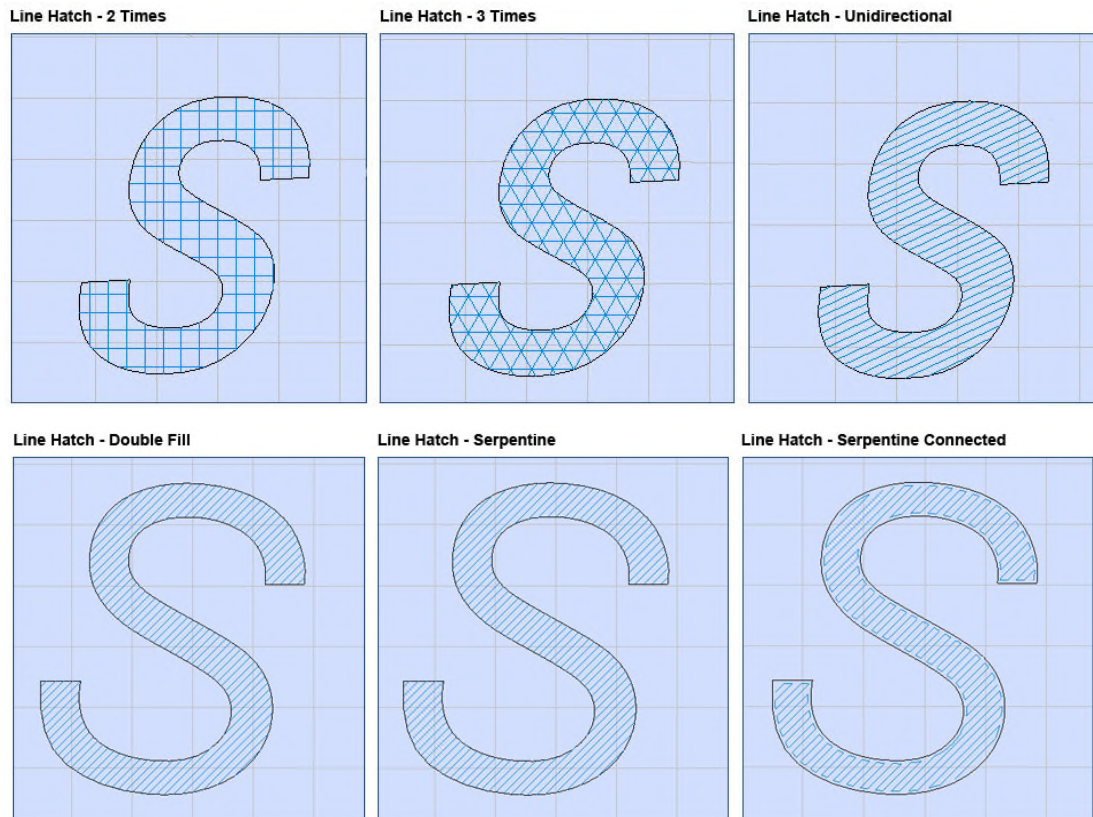 Line Hatch - 2 Times
Line Hatch - 3 Times
Line Hatch - Unidirectional
Line Hatch - Double Fill
Line Hatch - Serpentine
Line Hatch - Serpentine Connected
S
S
S
S
S
S